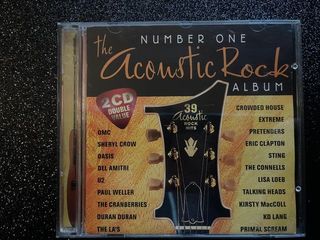 NUMBER ONE
the
Acoustic Rock
ALBUM
2CD
DOUBLE
VALUE
39
Acoustic
ROCK
HITS
OMC
SHERYL CROW
OASIS
DEL AMITRI
U2
PAUL WELLER
THE CRANBERRIES
DURAN DURAN
THE LA'S
CROWDED HOUSE
EXTREME
PRETENDERS
ERIC CLAPTON
STING
THE CONNELLS
LISA LOEB
TALKING HEADS
KIRSTY MacCOLL
KD LANG
PRIMAL SCREAM